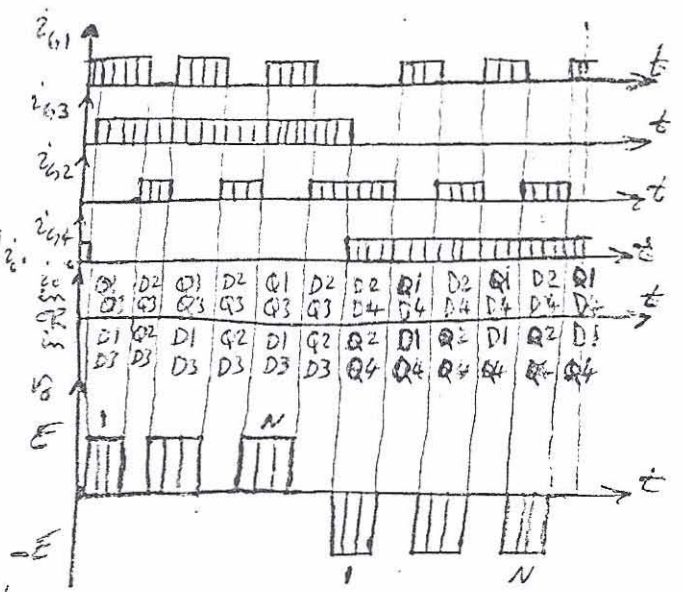 iG1
t
iG3
t
iG2
t
iG4
t
Q1 D2 Q1 D2 Q1 D2 D2 Q1 D2 Q1 D2 Q1
Q3 Q3 Q3 Q3 Q3 Q3 D4 D4 D4 D4 D4 D4
t
D1 Q2 D1 Q2 D1 Q2 Q2 D1 Q2 D1 Q2 D1
D3 D3 D3 D3 D3 D3 Q4 Q4 Q4 Q4 Q4 Q4
1 N
E
t
-E
1 N